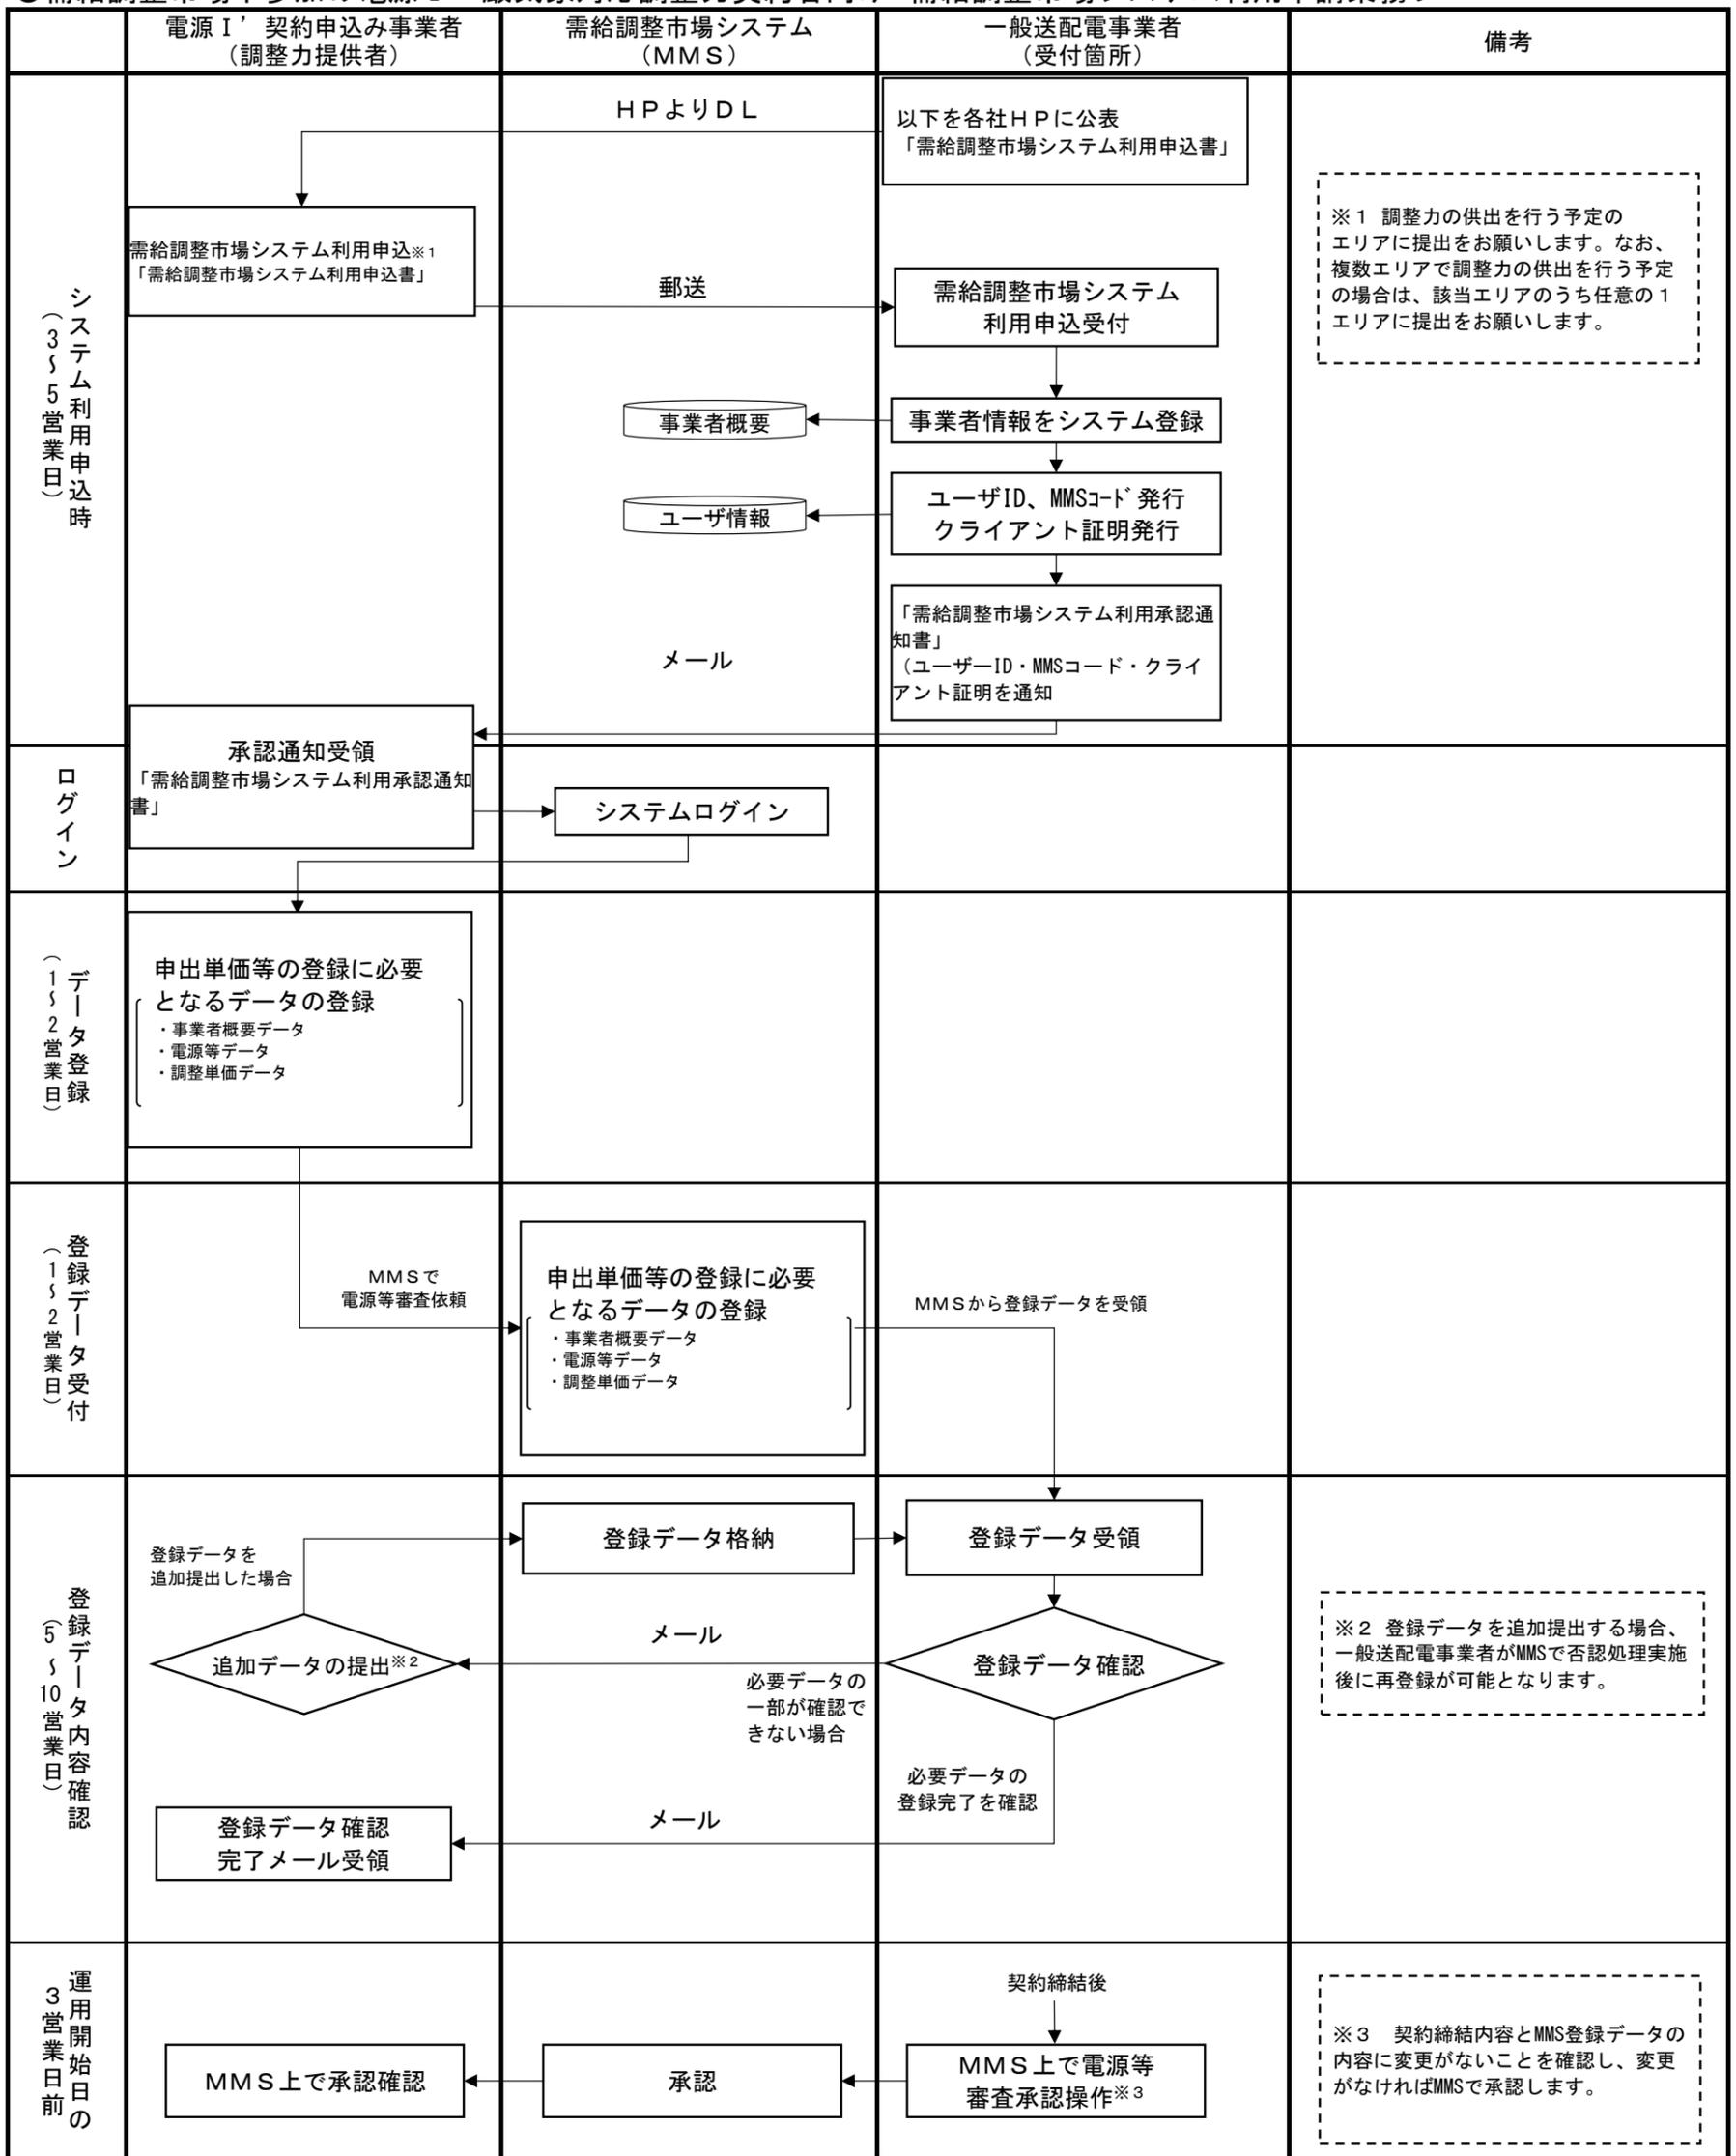 電源Ｉ’契約申込み事業者
（調整力提供者）
需給調整市場システム
（ＭＭＳ）
一般送配電事業者
（受付箇所）
備考
システム利用申込時
（３～５営業日）
ＨＰよりＤＬ
以下を各社ＨＰに公表
「需給調整市場システム利用申込書」
需給調整市場システム利用申込※１
「需給調整市場システム利用申込書」
郵送
需給調整市場システム
利用申込受付
※１ 調整力の供出を行う予定の
エリアに提出をお願いします。なお、
複数エリアで調整力の供出を行う予定
の場合は、該当エリアのうち任意の１
エリアに提出をお願いします。
事業者概要
事業者情報をシステム登録
ユーザ情報
ユーザID、MMSｺｰﾄﾞ発行
クライアント証明発行
「需給調整市場システム利用承認通
知書」
（ユーザーID・MMSコード・クライ
アント証明を通知
メール
承認通知受領
「需給調整市場システム利用承認通知
書」
ログイン
システムログイン
データ登録
（１～２営業日）
申出単価等の登録に必要
となるデータの登録
・事業者概要データ
・電源等データ
・調整単価データ
登録データ受付
（１～２営業日）
ＭＭＳで
電源等審査依頼
申出単価等の登録に必要
となるデータの登録
・事業者概要データ
・電源等データ
・調整単価データ
ＭＭＳから登録データを受領
登録データ内容確認
（５～10営業日）
登録データを
追加提出した場合
登録データ格納
登録データ受領
追加データの提出※２
メール
必要データの
一部が確認で
きない場合
登録データ確認
※２ 登録データを追加提出する場合、
一般送配電事業者がMMSで否認処理実施
後に再登録が可能となります。
必要データの
登録完了を確認
メール
登録データ確認
完了メール受領
運用開始日の
３営業日前
契約締結後
ＭＭＳ上で承認確認
承認
ＭＭＳ上で電源等
審査承認操作※３
※３　契約締結内容とMMS登録データの
内容に変更がないことを確認し、変更
がなければMMSで承認します。